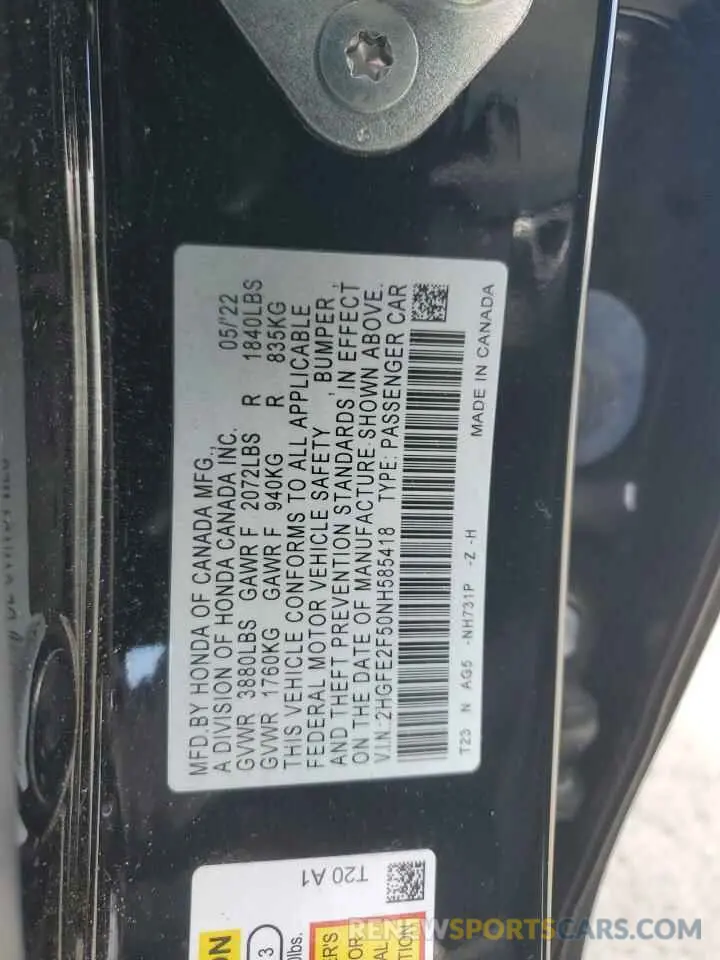 MFD.BY HONDA OF CANADA MFG., 05/'22
A DIVISION OF HONDA CANADA INC.
GVWR 3880LBS GAWR F 2072LBS R 1840LBS
GVWR 1760KG GAWR F 940KG R 835KG
THIS VEHICLE CONFORMS TO ALL APPLICABLE
FEDERAL MOTOR VEHICLE SAFETY , BUMPER ,
AND THEFT PREVENTION STANDARDS , IN EFFECT
ON THE DATE OF MANUFACTURE SHOWN ABOVE.
V.I.N.:2HGFE2F50NH585418 TYPE: PASSENGER CAR
T23 N AG5 -NH731P -Z -H
MADE IN CANADA
T20 A1
3
lbs.
RENEWSPORTSCARS.COM